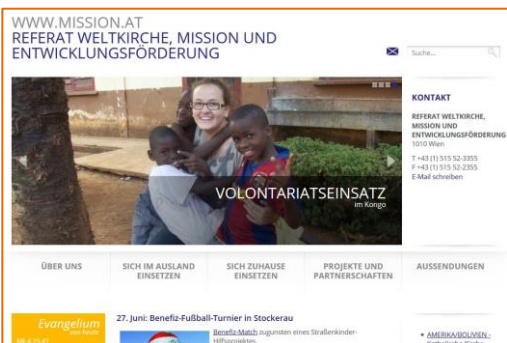 WWW.MISSION.AT
REFERAT WELTKIRCHE, MISSION UND
ENTWICKLUNGSFÖRDERUNG
Suche...
VOLONTARIATSEINSATZ
im Kongo
KONTAKT
REFERAT WELTKIRCHE,
MISSION UND
ENTWICKLUNGSFÖRDERUNG
1010 Wien
T +43 (1) 515 52-3355
F +43 (1) 515 52-2355
E-Mail schreiben
ÜBER UNS
SICH IM AUSLAND
EINSETZEN
SICH ZUHAUSE
EINSETZEN
PROJEKTE UND
PARTNERSCHAFTEN
AUSSENDUNGEN
Evangelium
von heute
27. Juni: Benefiz-Fußball-Turnier in Stockerau
Benefiz-Match zugunsten eines Straßenkinder-
Hilfsprojektes.
AMERIKA/BOLIVIEN -